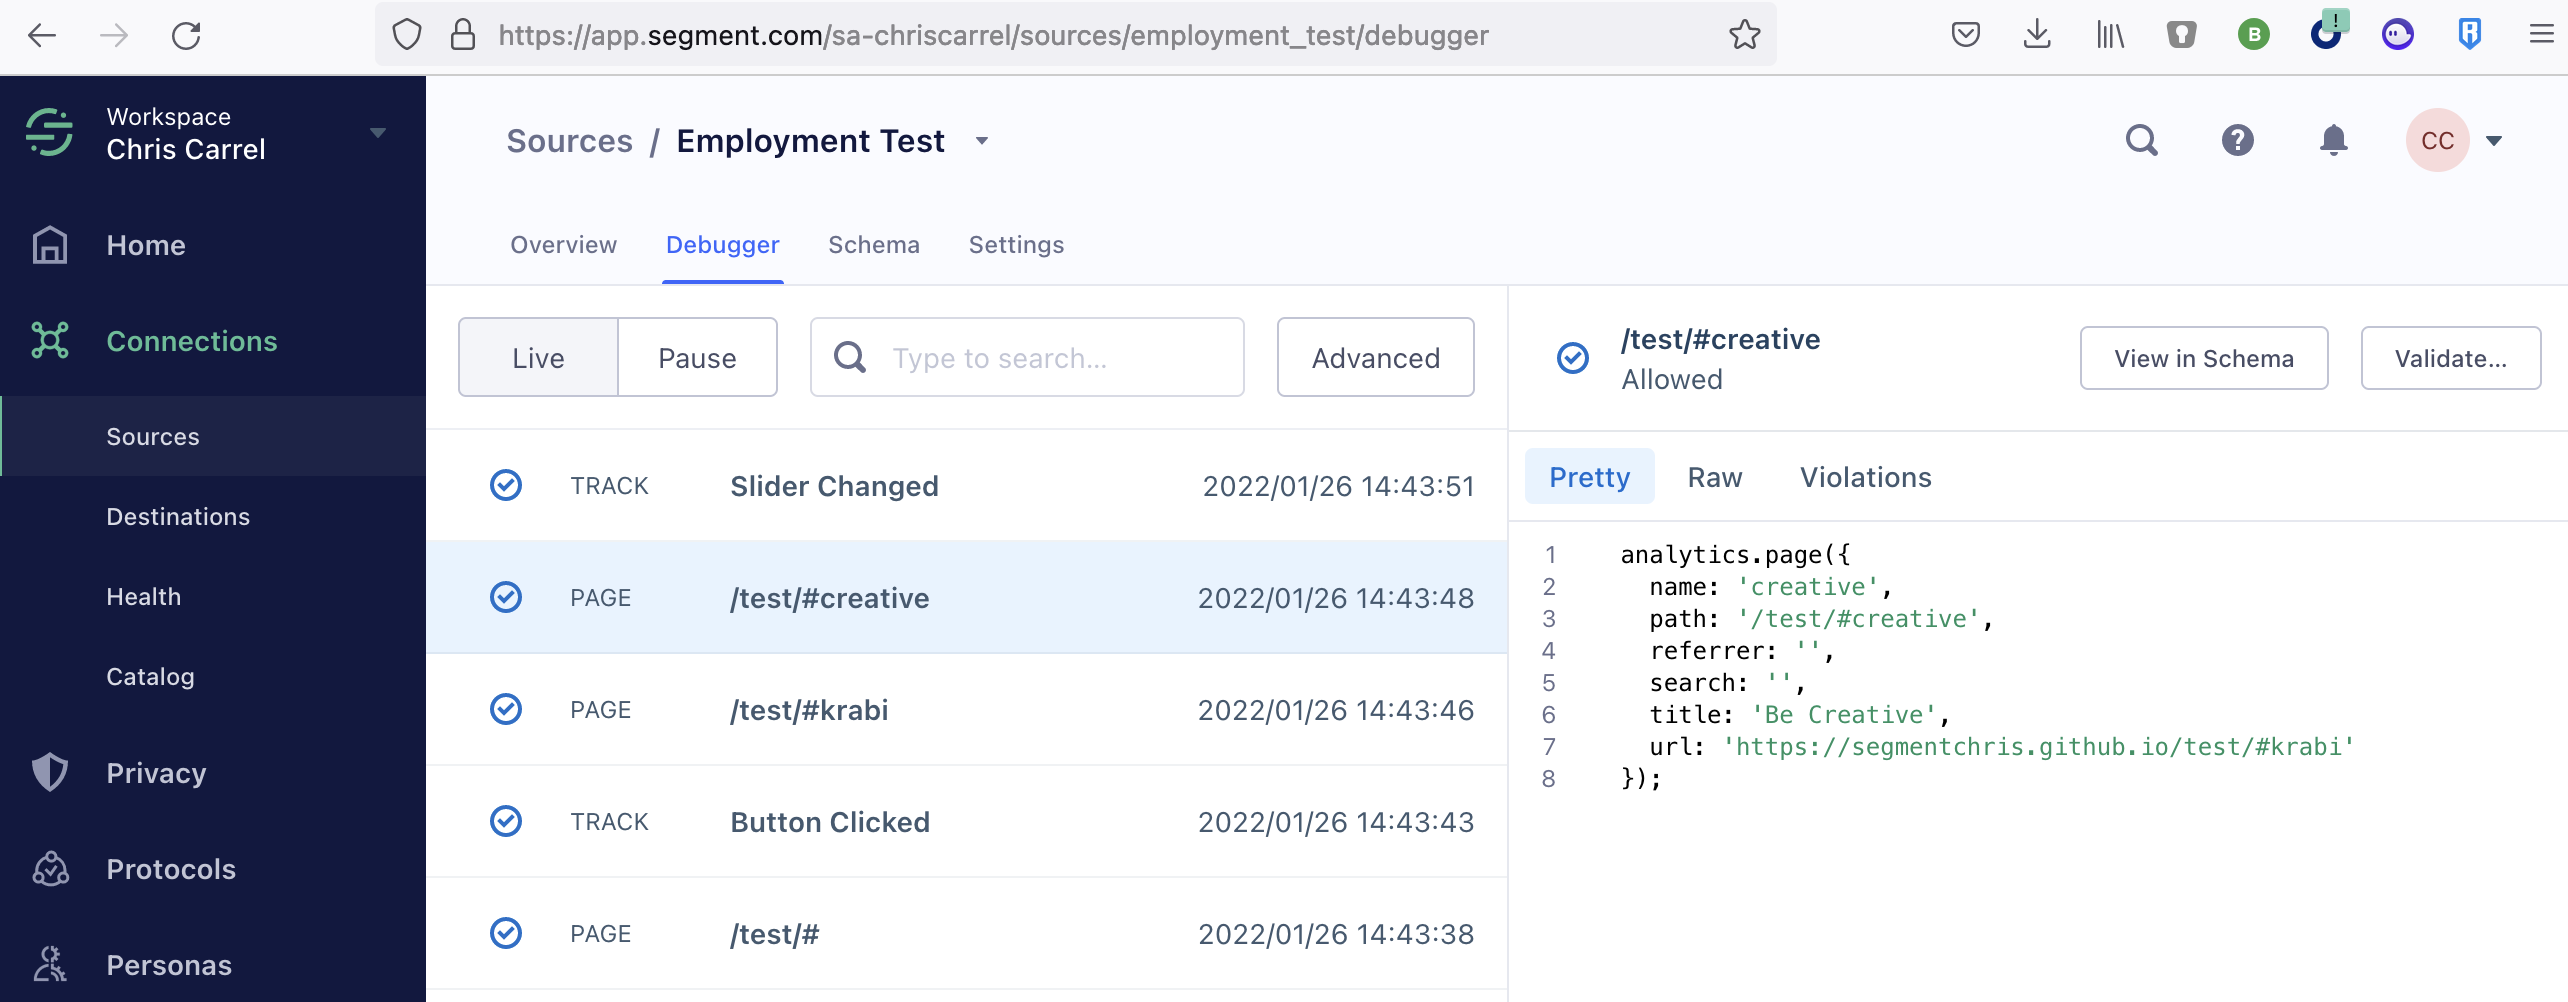 https://app.segment.com/sa-chriscarrel/sources/employment_test/debugger
B
!
R
Workspace
Chris Carrel
Home
Connections
Sources
Destinations
Health
Catalog
Privacy
Protocols
Personas
Sources / Employment Test
?
CC
Overview Debugger Schema Settings
Live Pause Type to search... Advanced
TRACK Slider Changed 2022/01/26 14:43:51
PAGE /test/#creative 2022/01/26 14:43:48
PAGE /test/#krabi 2022/01/26 14:43:46
TRACK Button Clicked 2022/01/26 14:43:43
PAGE /test/# 2022/01/26 14:43:38
/test/#creative
Allowed
View in Schema Validate...
Pretty Raw Violations
1 analytics.page({
2 name: 'creative',
3 path: '/test/#creative',
4 referrer: '',
5 search: '',
6 title: 'Be Creative',
7 url: 'https://segmentchris.github.io/test/#krabi'
8 });